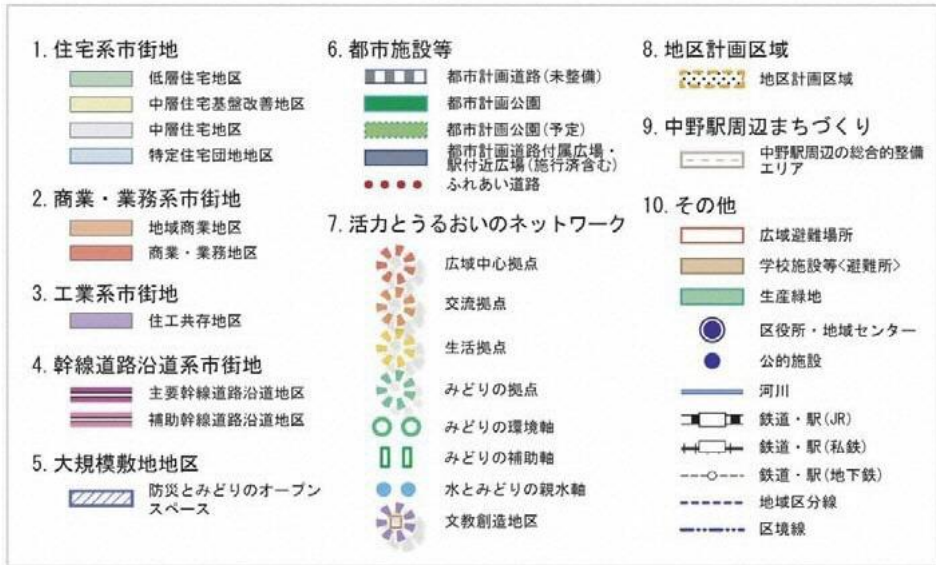 1. 住宅系市街地
低層住宅地区
中層住宅基盤改善地区
中層住宅地区
特定住宅団地地区
2. 商業・業務系市街地
地域商業地区
商業・業務地区
3. 工業系市街地
住工共存地区
4. 幹線道路沿道系市街地
主要幹線道路沿道地区
補助幹線道路沿道地区
5. 大規模敷地地区
防災とみどりのオープン
スペース
6. 都市施設等
都市計画道路(未整備)
都市計画公園
都市計画公園(予定)
都市計画道路付属広場・
駅付近広場(施行済含む)
ふれあい道路
7. 活力とうるおいのネットワーク
広域中心拠点
交流拠点
生活拠点
みどりの拠点
みどりの環境軸
みどりの補助軸
水とみどりの親水軸
文教創造地区
8. 地区計画区域
地区計画区域
9. 中野駅周辺まちづくり
中野駅周辺の総合的整備
エリア
10. その他
広域避難場所
学校施設等<避難所>
生産緑地
区役所・地域センター
公的施設
河川
鉄道・駅(JR)
鉄道・駅(私鉄)
鉄道・駅(地下鉄)
地域区分線
区境線